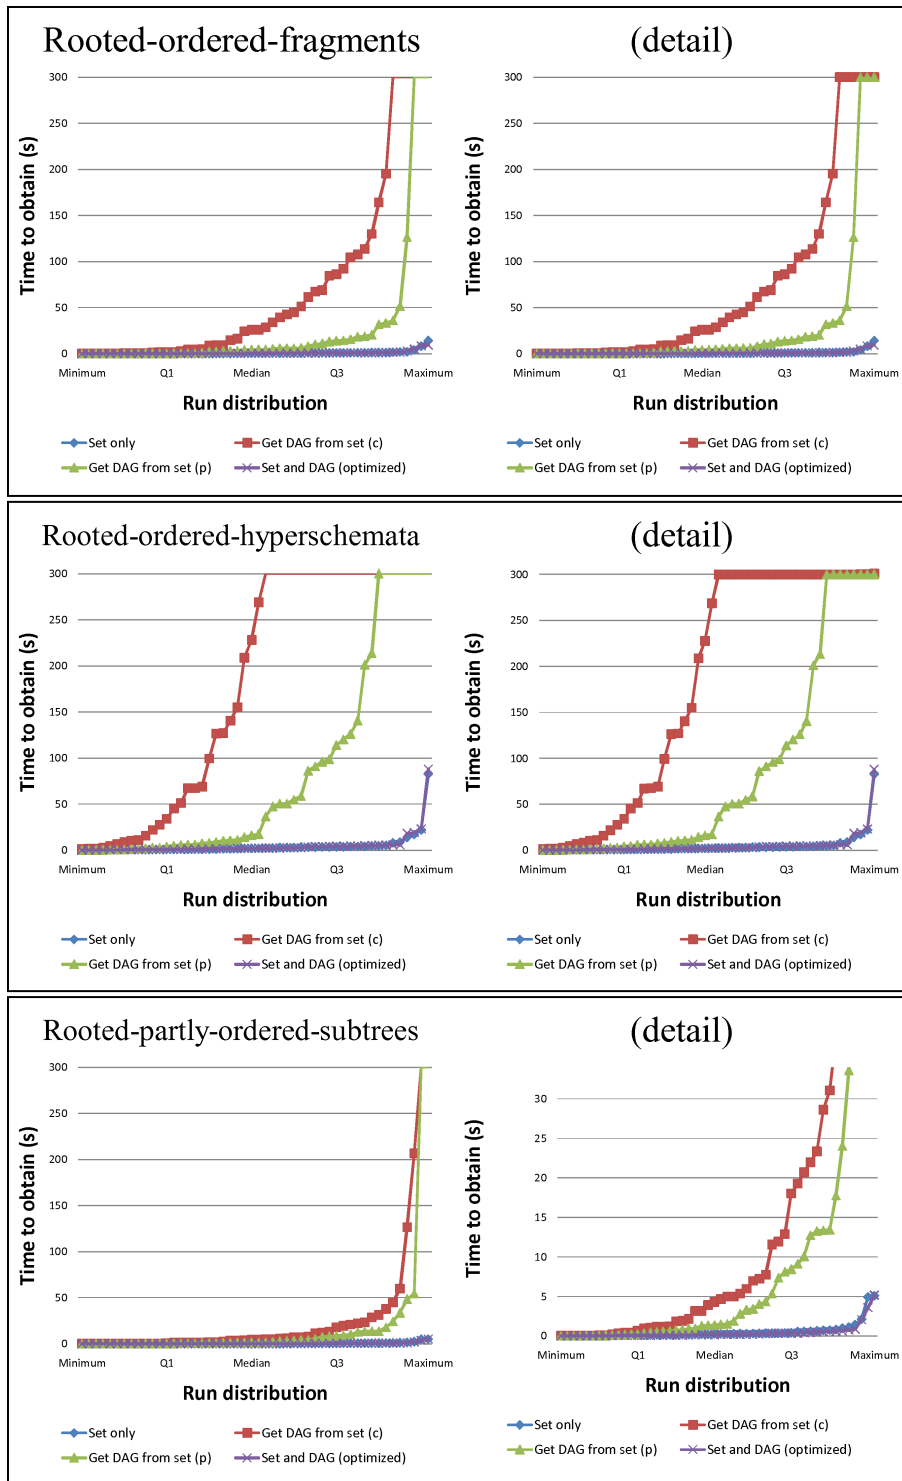 Rooted-ordered-fragments
(detail)
Time to obtain (s)
300
250
200
150
100
50
0
Minimum Q1 Median Q3 Maximum
Run distribution
Set only
Get DAG from set (c)
Get DAG from set (p)
Set and DAG (optimized)
Time to obtain (s)
300
250
200
150
100
50
0
Minimum Q1 Median Q3 Maximum
Run distribution
Set only
Get DAG from set (c)
Get DAG from set (p)
Set and DAG (optimized)
Rooted-ordered-hyperschemata
(detail)
Time to obtain (s)
300
250
200
150
100
50
0
Minimum Q1 Median Q3 Maximum
Run distribution
Set only
Get DAG from set (c)
Get DAG from set (p)
Set and DAG (optimized)
Time to obtain (s)
300
250
200
150
100
50
0
Minimum Q1 Median Q3 Maximum
Run distribution
Set only
Get DAG from set (c)
Get DAG from set (p)
Set and DAG (optimized)
Rooted-partly-ordered-subtrees
(detail)
Time to obtain (s)
300
250
200
150
100
50
0
Minimum Q1 Median Q3 Maximum
Run distribution
Set only
Get DAG from set (c)
Get DAG from set (p)
Set and DAG (optimized)
Time to obtain (s)
30
25
20
15
10
5
0
Minimum Q1 Median Q3 Maximum
Run distribution
Set only
Get DAG from set (c)
Get DAG from set (p)
Set and DAG (optimized)